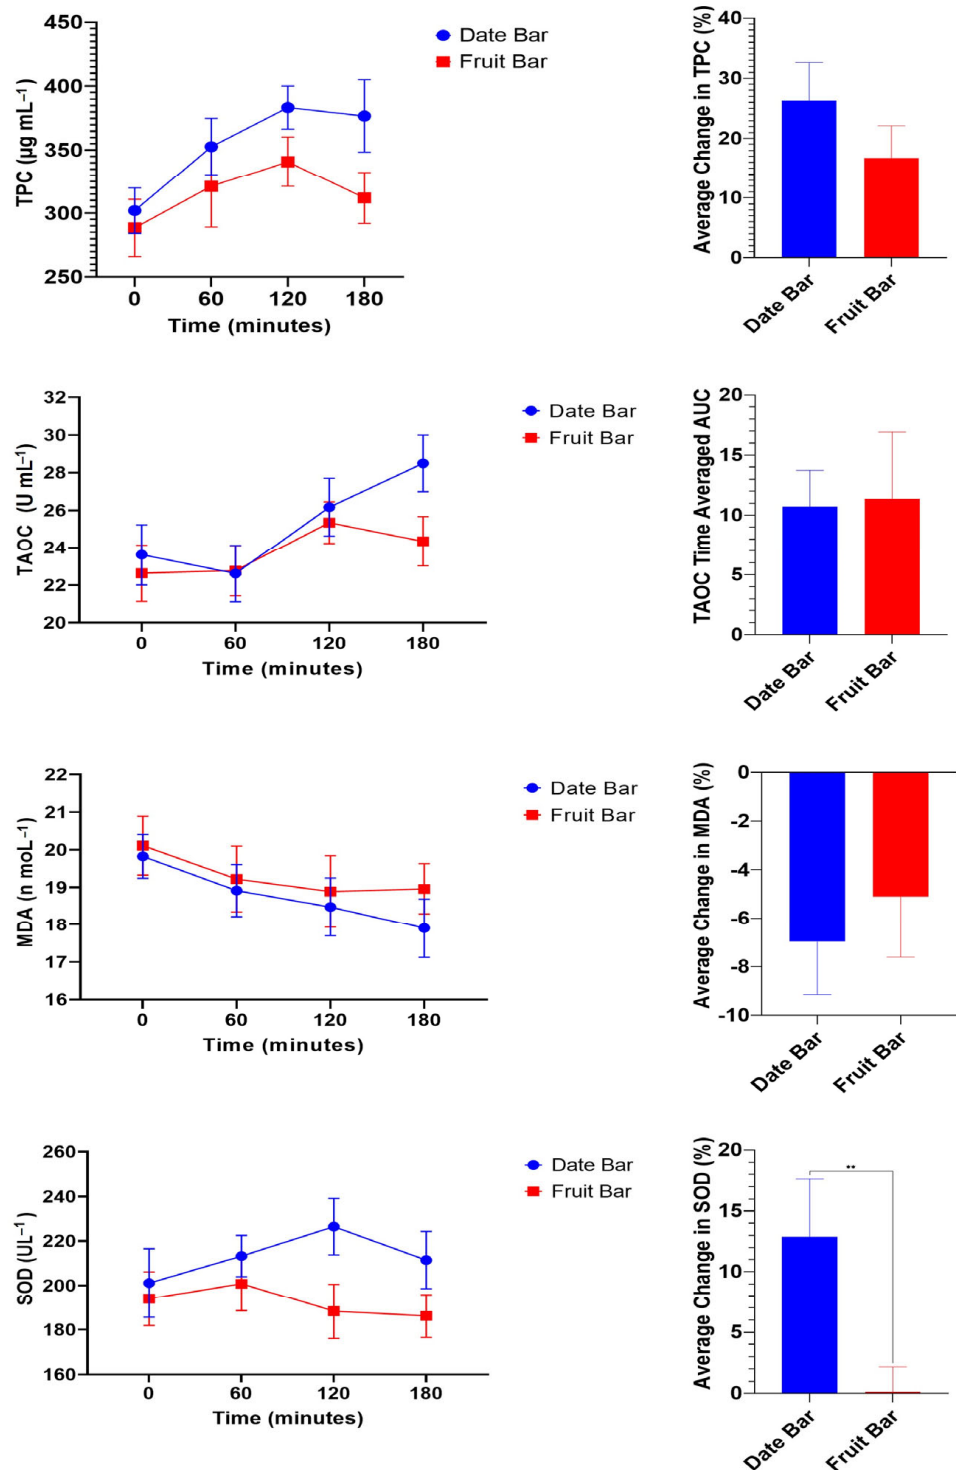 450
400
350
300
250
TPC (µg mL⁻¹)
0 60 120 180
Time (minutes)
Date Bar
Fruit Bar
40
30
20
10
0
Average Change in TPC (%)
Date Bar
Fruit Bar
32
30
28
26
24
22
20
TAOC (U mL⁻¹)
0 60 120 180
Time (minutes)
Date Bar
Fruit Bar
20
15
10
5
0
TAOC Time Averaged AUC
Date Bar
Fruit Bar
22
21
20
19
18
17
16
MDA (n moL⁻¹)
0 60 120 180
Time (minutes)
Date Bar
Fruit Bar
0
-2
-4
-6
-8
-10
Average Change in MDA (%)
Date Bar
Fruit Bar
260
240
220
200
180
160
SOD (UL⁻¹)
0 60 120 180
Time (minutes)
Date Bar
Fruit Bar
20
15
10
5
0
Average Change in SOD (%)
**
Date Bar
Fruit Bar